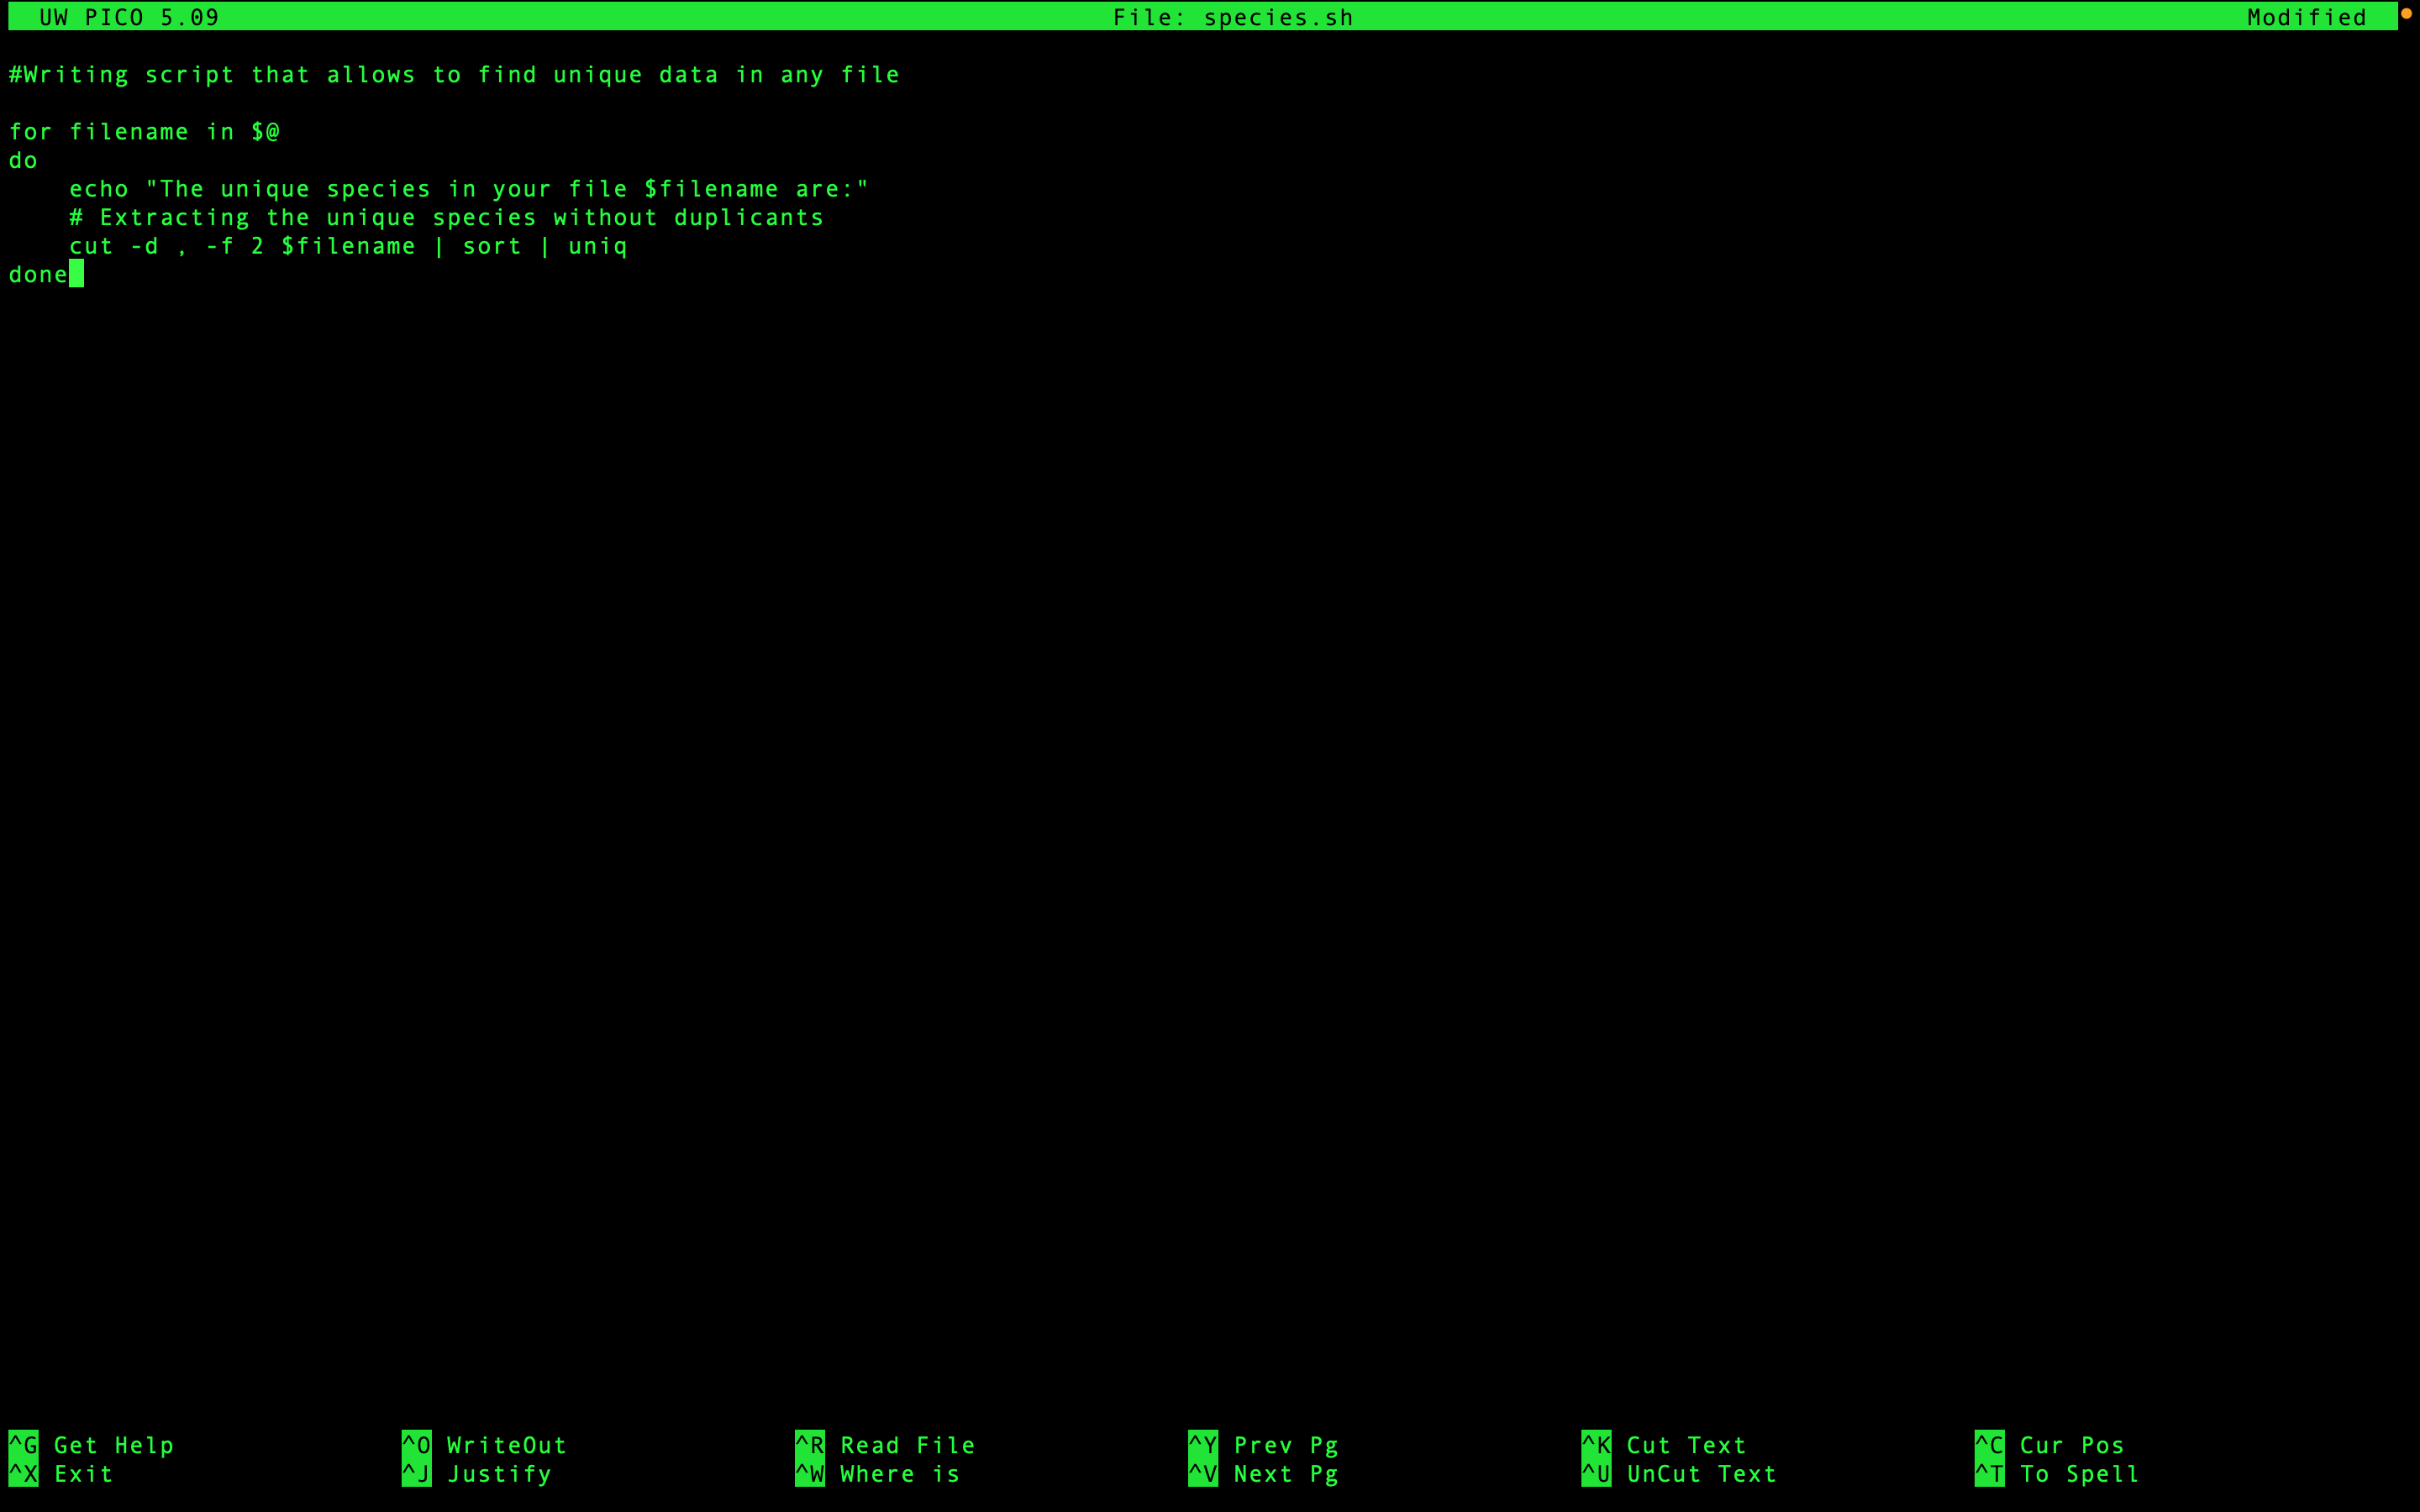 UW PICO 5.09 File: species.sh Modified
#Writing script that allows to find unique data in any file
for filename in $@
do
    echo "The unique species in your file $filename are:"
    # Extracting the unique species without duplicants
    cut -d , -f 2 $filename | sort | uniq
done
^G Get Help ^O WriteOut ^R Read File ^Y Prev Pg ^K Cut Text ^C Cur Pos
^X Exit ^J Justify ^W Where is ^V Next Pg ^U UnCut Text ^T To Spell